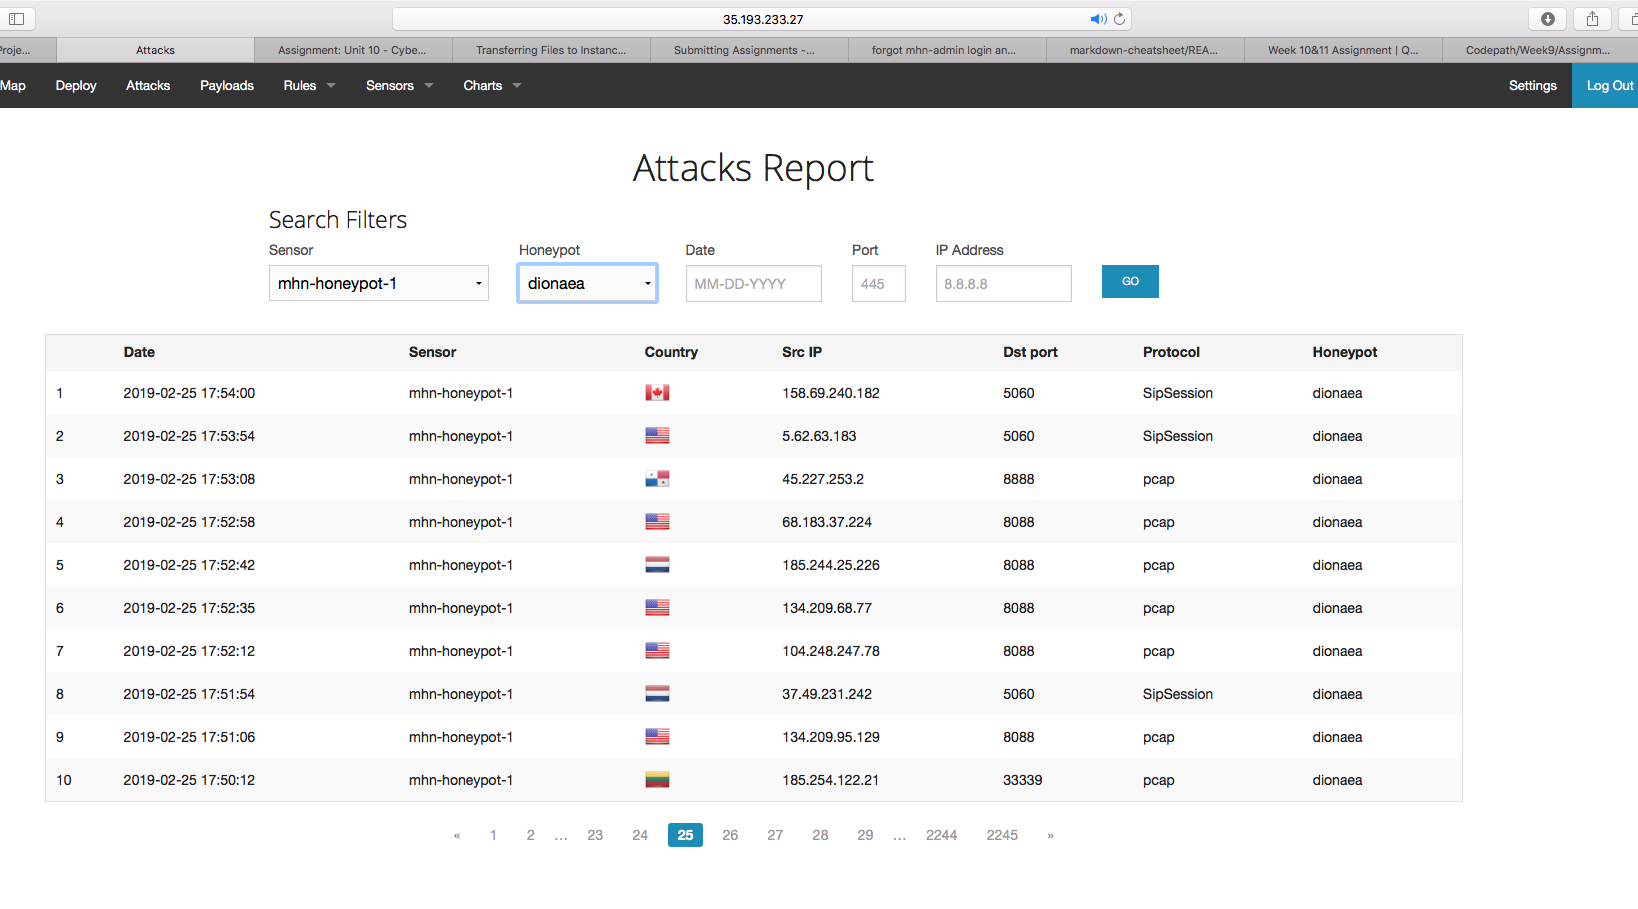 35.193.233.27
Proje... Attacks Assignment: Unit 10 - Cybe... Transferring Files to Instanc... Submitting Assignments -... forgot mhn-admin login an... markdown-cheatsheet/REA... Week 10&11 Assignment | Q... Codepath/Week9/Assignm...
Map Deploy Attacks Payloads Rules Sensors Charts Settings Log Out
Attacks Report
Search Filters
Sensor Honeypot Date Port IP Address
mhn-honeypot-1 dionaea MM-DD-YYYY 445 8.8.8.8 GO
Date Sensor Country Src IP Dst port Protocol Honeypot
1 2019-02-25 17:54:00 mhn-honeypot-1 158.69.240.182 5060 SipSession dionaea
2 2019-02-25 17:53:54 mhn-honeypot-1 5.62.63.183 5060 SipSession dionaea
3 2019-02-25 17:53:08 mhn-honeypot-1 45.227.253.2 8888 pcap dionaea
4 2019-02-25 17:52:58 mhn-honeypot-1 68.183.37.224 8088 pcap dionaea
5 2019-02-25 17:52:42 mhn-honeypot-1 185.244.25.226 8088 pcap dionaea
6 2019-02-25 17:52:35 mhn-honeypot-1 134.209.68.77 8088 pcap dionaea
7 2019-02-25 17:52:12 mhn-honeypot-1 104.248.247.78 8088 pcap dionaea
8 2019-02-25 17:51:54 mhn-honeypot-1 37.49.231.242 5060 SipSession dionaea
9 2019-02-25 17:51:06 mhn-honeypot-1 134.209.95.129 8088 pcap dionaea
10 2019-02-25 17:50:12 mhn-honeypot-1 185.254.122.21 33339 pcap dionaea
« 1 2 ... 23 24 25 26 27 28 29 ... 2244 2245 »